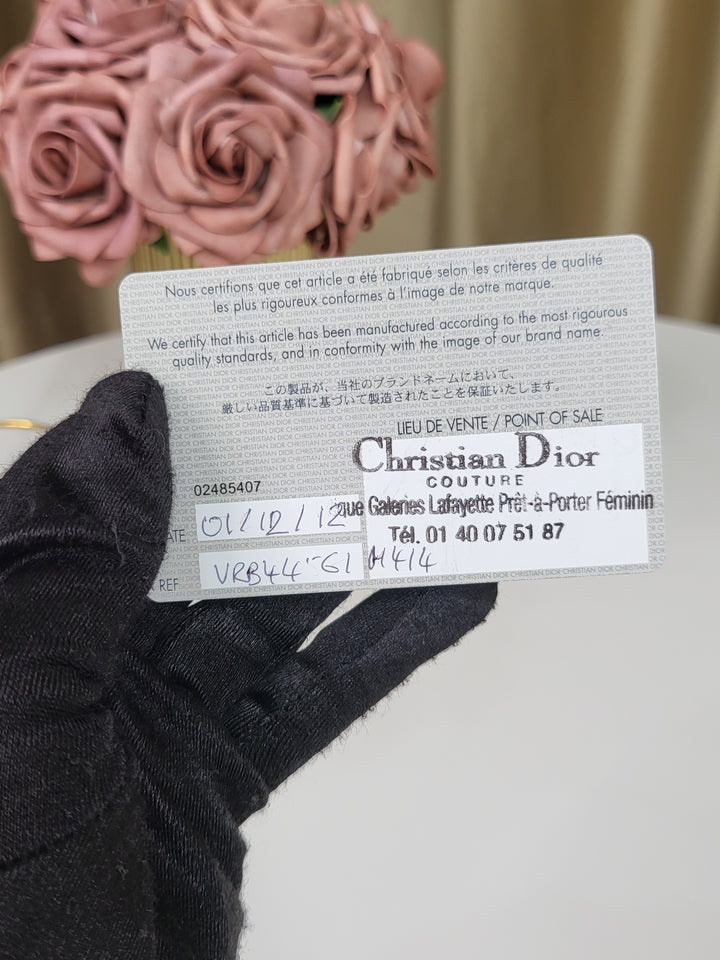 Nous certifions que cet article a été fabriqué selon les critères de qualité
les plus rigoureux conformes à l'image de notre marque.
We certify that this article has been manufactured according to the most rigourous
quality standards, and in conformity with the image of our brand name.
この製品が、当社のブランドネームにおいて、
厳しい品質基準に基づいて製造されたことを保証いたします。
LIEU DE VENTE / POINT OF SALE
Christian Dior
COUTURE
que Galeries Lafayette Prêt-à-Porter Féminin
Tél. 01 40 07 51 87
02485407
ATE 01/12/12
REF VRB44 M414